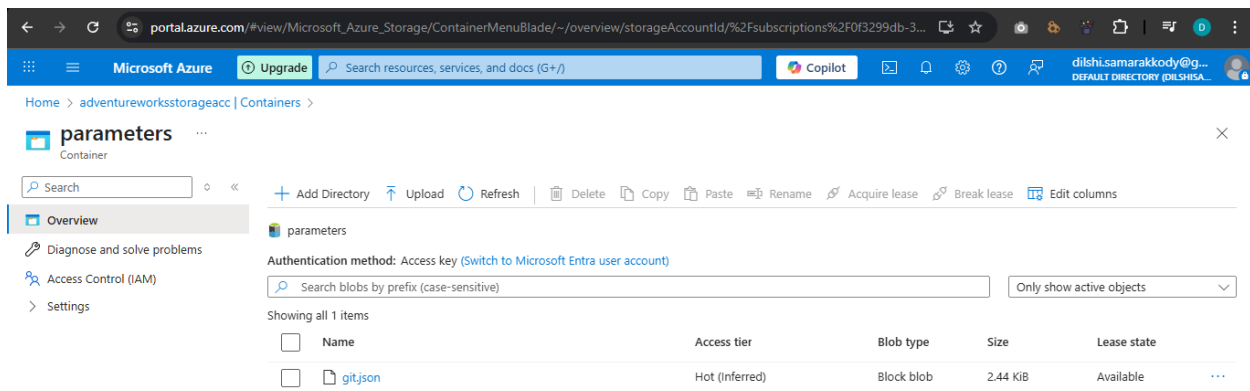 portal.azure.com/#view/Microsoft_Azure_Storage/ContainerMenuBlade/~/overview/storageAccountId/%2Fsubscriptions%2F0f3299db-3...
D
Microsoft Azure
Upgrade
Search resources, services, and docs (G+/)
Copilot
dilshi.samarakkody@g...
DEFAULT DIRECTORY (DILSHISA...
Home > adventureworksstorageacc | Containers >
parameters ...
Container
Search
Overview
Diagnose and solve problems
Access Control (IAM)
Settings
Add Directory Upload Refresh Delete Copy Paste Rename Acquire lease Break lease Edit columns
parameters
Authentication method: Access key (Switch to Microsoft Entra user account)
Search blobs by prefix (case-sensitive)
Only show active objects
Showing all 1 items
Name Access tier Blob type Size Lease state
git.json Hot (Inferred) Block blob 2.44 KiB Available ...